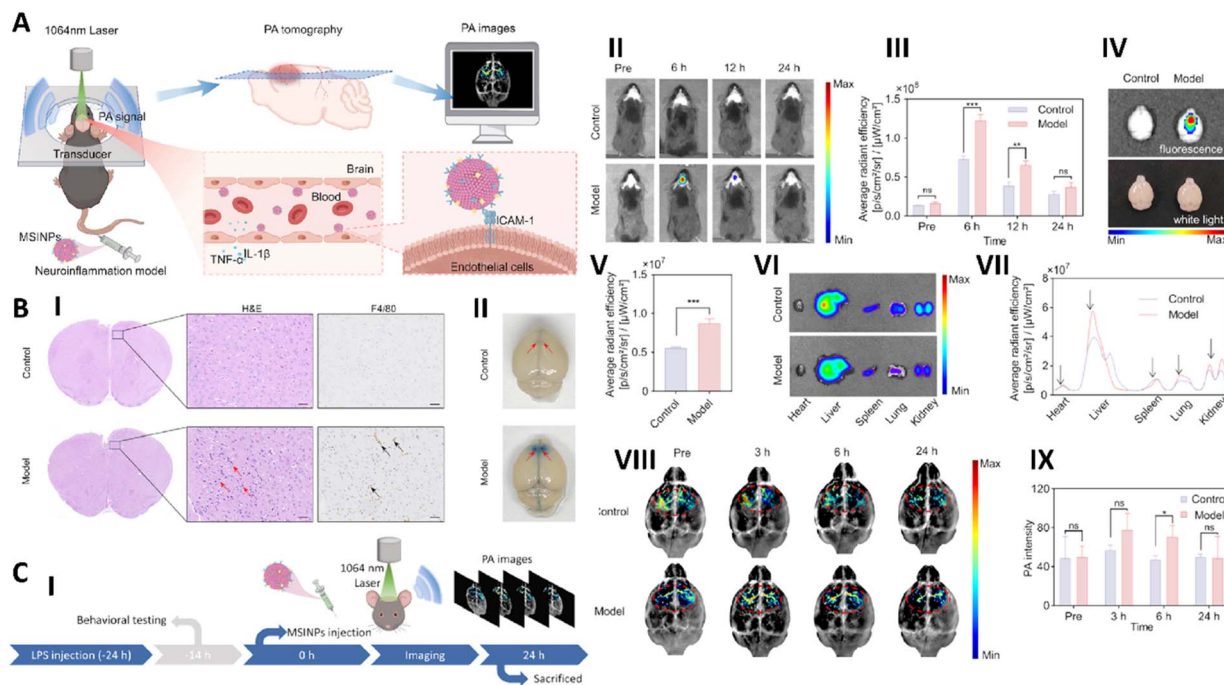 A
1064nm Laser
PA tomography
PA images
PA signal
Transducer
MSINPs
Neuroinflammation model
Brain
Blood
TNF-α
IL-1β
ICAM-1
Endothelial cells
B
I
H&E
F4/80
Control
Model
II
Control
Model
C
I
Behavioral testing
MSINPs injection
1064 nm
Laser
PA images
LPS injection (-24 h)
-14 h
0 h
Imaging
24 h
Sacrificed
II
Pre
6 h
12 h
24 h
Control
Model
Max
Min
III
×10⁸
Average radiant efficiency
[p/s/cm²/sr] / [μW/cm²]
1.5
1.0
0.5
0.0
ns
***
**
ns
Control
Model
Pre
6 h
12 h
24 h
Time
IV
Control
Model
fluorescence
white light
Min
Max
V
×10⁷
Average radiant efficiency
[p/s/cm²/sr] / [μW/cm²]
1.5
1.0
0.5
0.0
***
Control
Model
VI
Control
Model
Heart
Liver
Spleen
Lung
Kidney
Max
Min
VII
×10⁷
Average radiant efficiency
[p/s/cm²/sr] / [μW/cm²]
8
6
4
2
0
Control
Model
Heart
Liver
Spleen
Lung
Kidney
VIII
Pre
3 h
6 h
24 h
Control
Model
Max
Min
IX
PA intensity
120
80
40
0
ns
ns
*
ns
Control
Model
Pre
3 h
6 h
24 h
Time